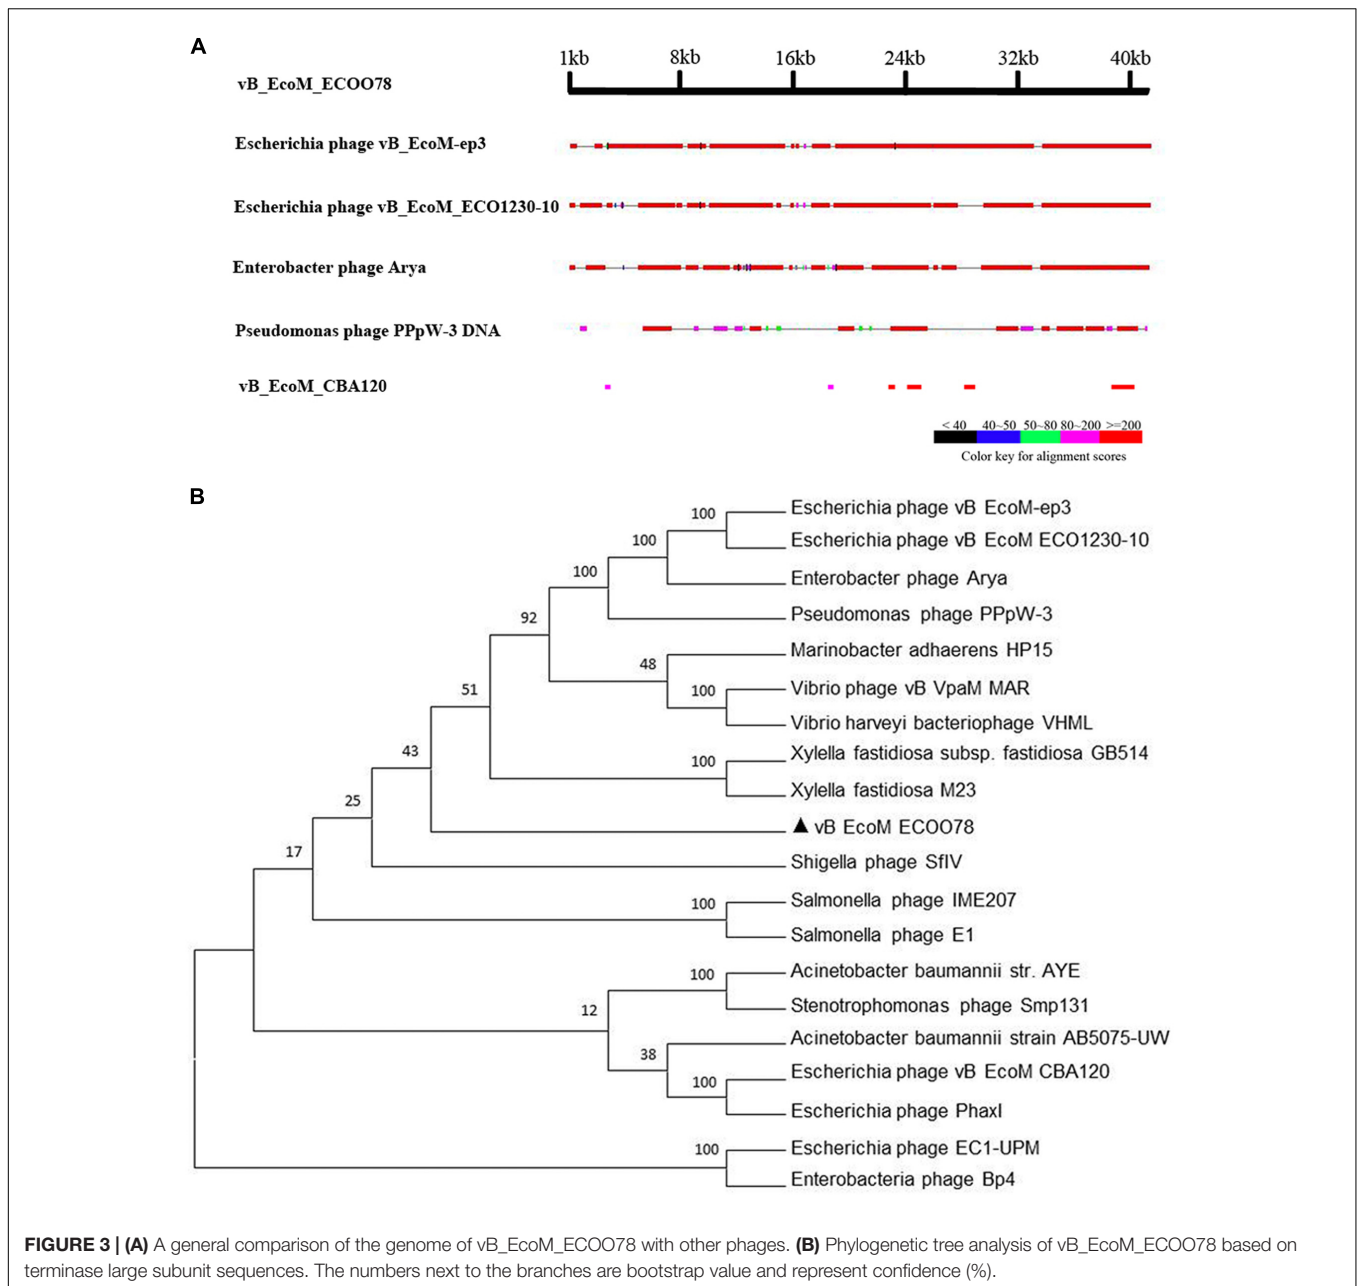 A
1kb 8kb 16kb 24kb 32kb 40kb
vB_EcoM_ECOO78
Escherichia phage vB_EcoM-ep3
Escherichia phage vB_EcoM_ECO1230-10
Enterobacter phage Arya
Pseudomonas phage PPpW-3 DNA
vB_EcoM_CBA120
< 40 40~50 50~80 80~200 >=200
Color key for alignment scores
B
100 Escherichia phage vB EcoM-ep3
100 Escherichia phage vB EcoM ECO1230-10
100 Enterobacter phage Arya
92 Pseudomonas phage PPpW-3
48 Marinobacter adhaerens HP15
51 100 Vibrio phage vB VpaM MAR
Vibrio harveyi bacteriophage VHML
43 100 Xylella fastidiosa subsp. fastidiosa GB514
Xylella fastidiosa M23
25 ▲ vB EcoM ECOO78
17 Shigella phage SfIV
100 Salmonella phage IME207
Salmonella phage E1
100 Acinetobacter baumannii str. AYE
12 Stenotrophomonas phage Smp131
38 Acinetobacter baumannii strain AB5075-UW
100 Escherichia phage vB EcoM CBA120
Escherichia phage PhaxI
100 Escherichia phage EC1-UPM
Enterobacteria phage Bp4
FIGURE 3 | (A) A general comparison of the genome of vB_EcoM_ECOO78 with other phages. (B) Phylogenetic tree analysis of vB_EcoM_ECOO78 based on
terminase large subunit sequences. The numbers next to the branches are bootstrap value and represent confidence (%).